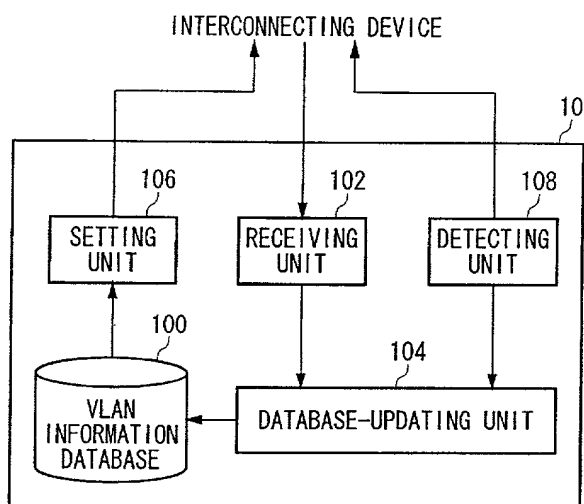 INTERCONNECTING DEVICE
10
106
102
108
SETTING
UNIT
RECEIVING
UNIT
DETECTING
UNIT
100
104
VLAN
INFORMATION
DATABASE
DATABASE-UPDATING UNIT